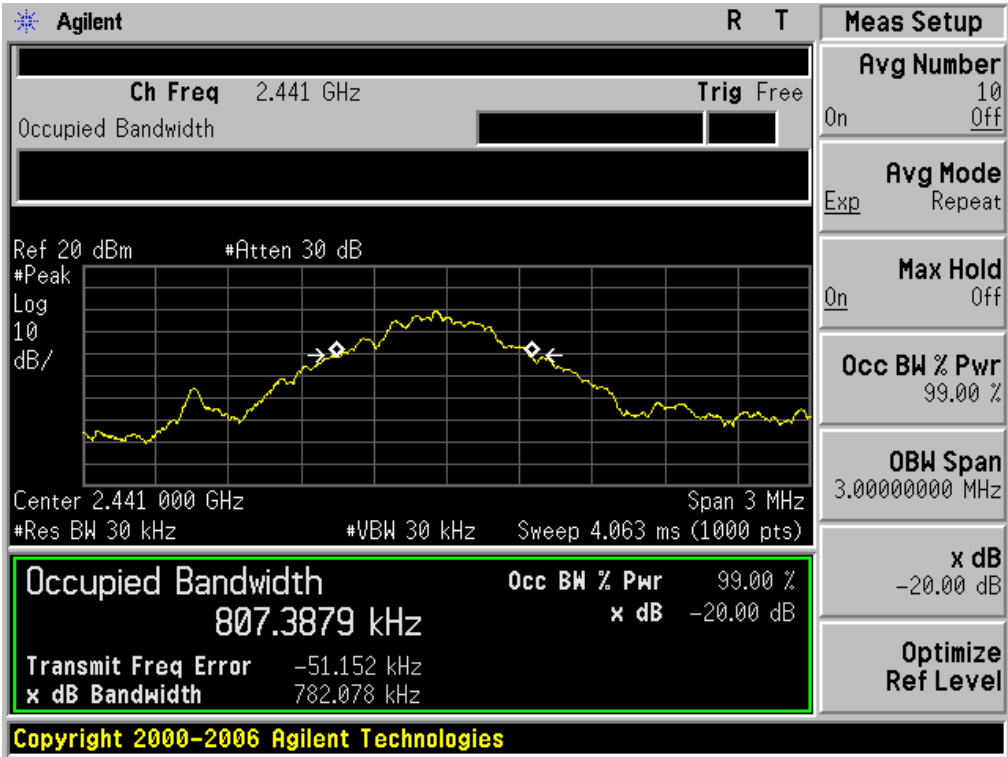 Agilent R T
Ch Freq 2.441 GHz Trig Free
Occupied Bandwidth
Ref 20 dBm #Atten 30 dB
#Peak
Log
10
dB/
Center 2.441 000 GHz Span 3 MHz
#Res BW 30 kHz #VBW 30 kHz Sweep 4.063 ms (1000 pts)
Occupied Bandwidth Occ BW % Pwr 99.00 %
807.3879 kHz x dB -20.00 dB
Transmit Freq Error -51.152 kHz
x dB Bandwidth 782.078 kHz
Copyright 2000-2006 Agilent Technologies
Meas Setup
Avg Number
10
On Off
Avg Mode
Exp Repeat
Max Hold
On Off
Occ BW % Pwr
99.00 %
OBW Span
3.00000000 MHz
x dB
-20.00 dB
Optimize
Ref Level